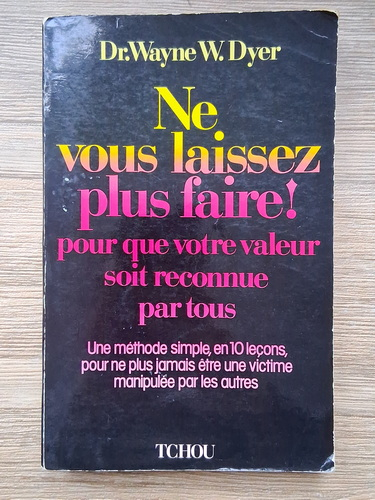 Dr. Wayne W. Dyer
Ne
vous laissez
plus faire!
pour que votre valeur
soit reconnue
par tous
Une méthode simple, en 10 leçons,
pour ne plus jamais être une victime
manipulée par les autres
TCHOU